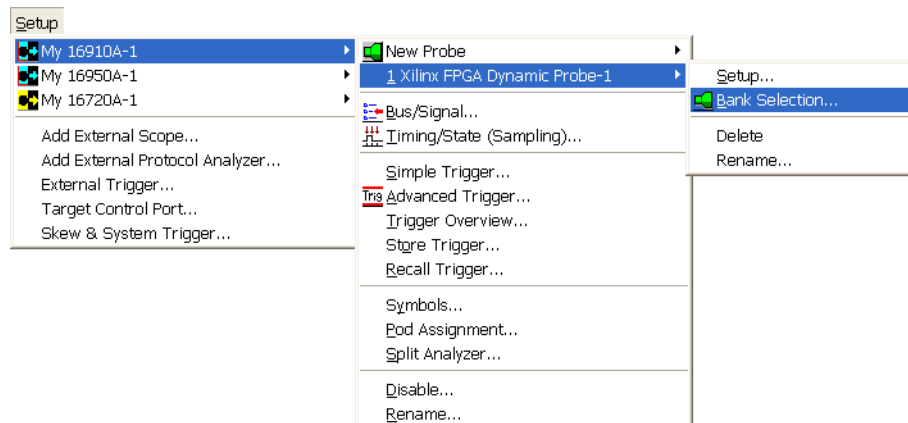 Setup
My 16910A-1
My 16950A-1
My 16720A-1
Add External Scope...
Add External Protocol Analyzer...
External Trigger...
Target Control Port...
Skew & System Trigger...
New Probe
1 Xilinx FPGA Dynamic Probe-1
Bus/Signal...
Timing/State (Sampling)...
Simple Trigger...
Trig Advanced Trigger...
Trigger Overview...
Store Trigger...
Recall Trigger...
Symbols...
Pod Assignment...
Split Analyzer...
Disable...
Rename...
Setup...
Bank Selection...
Delete
Rename...